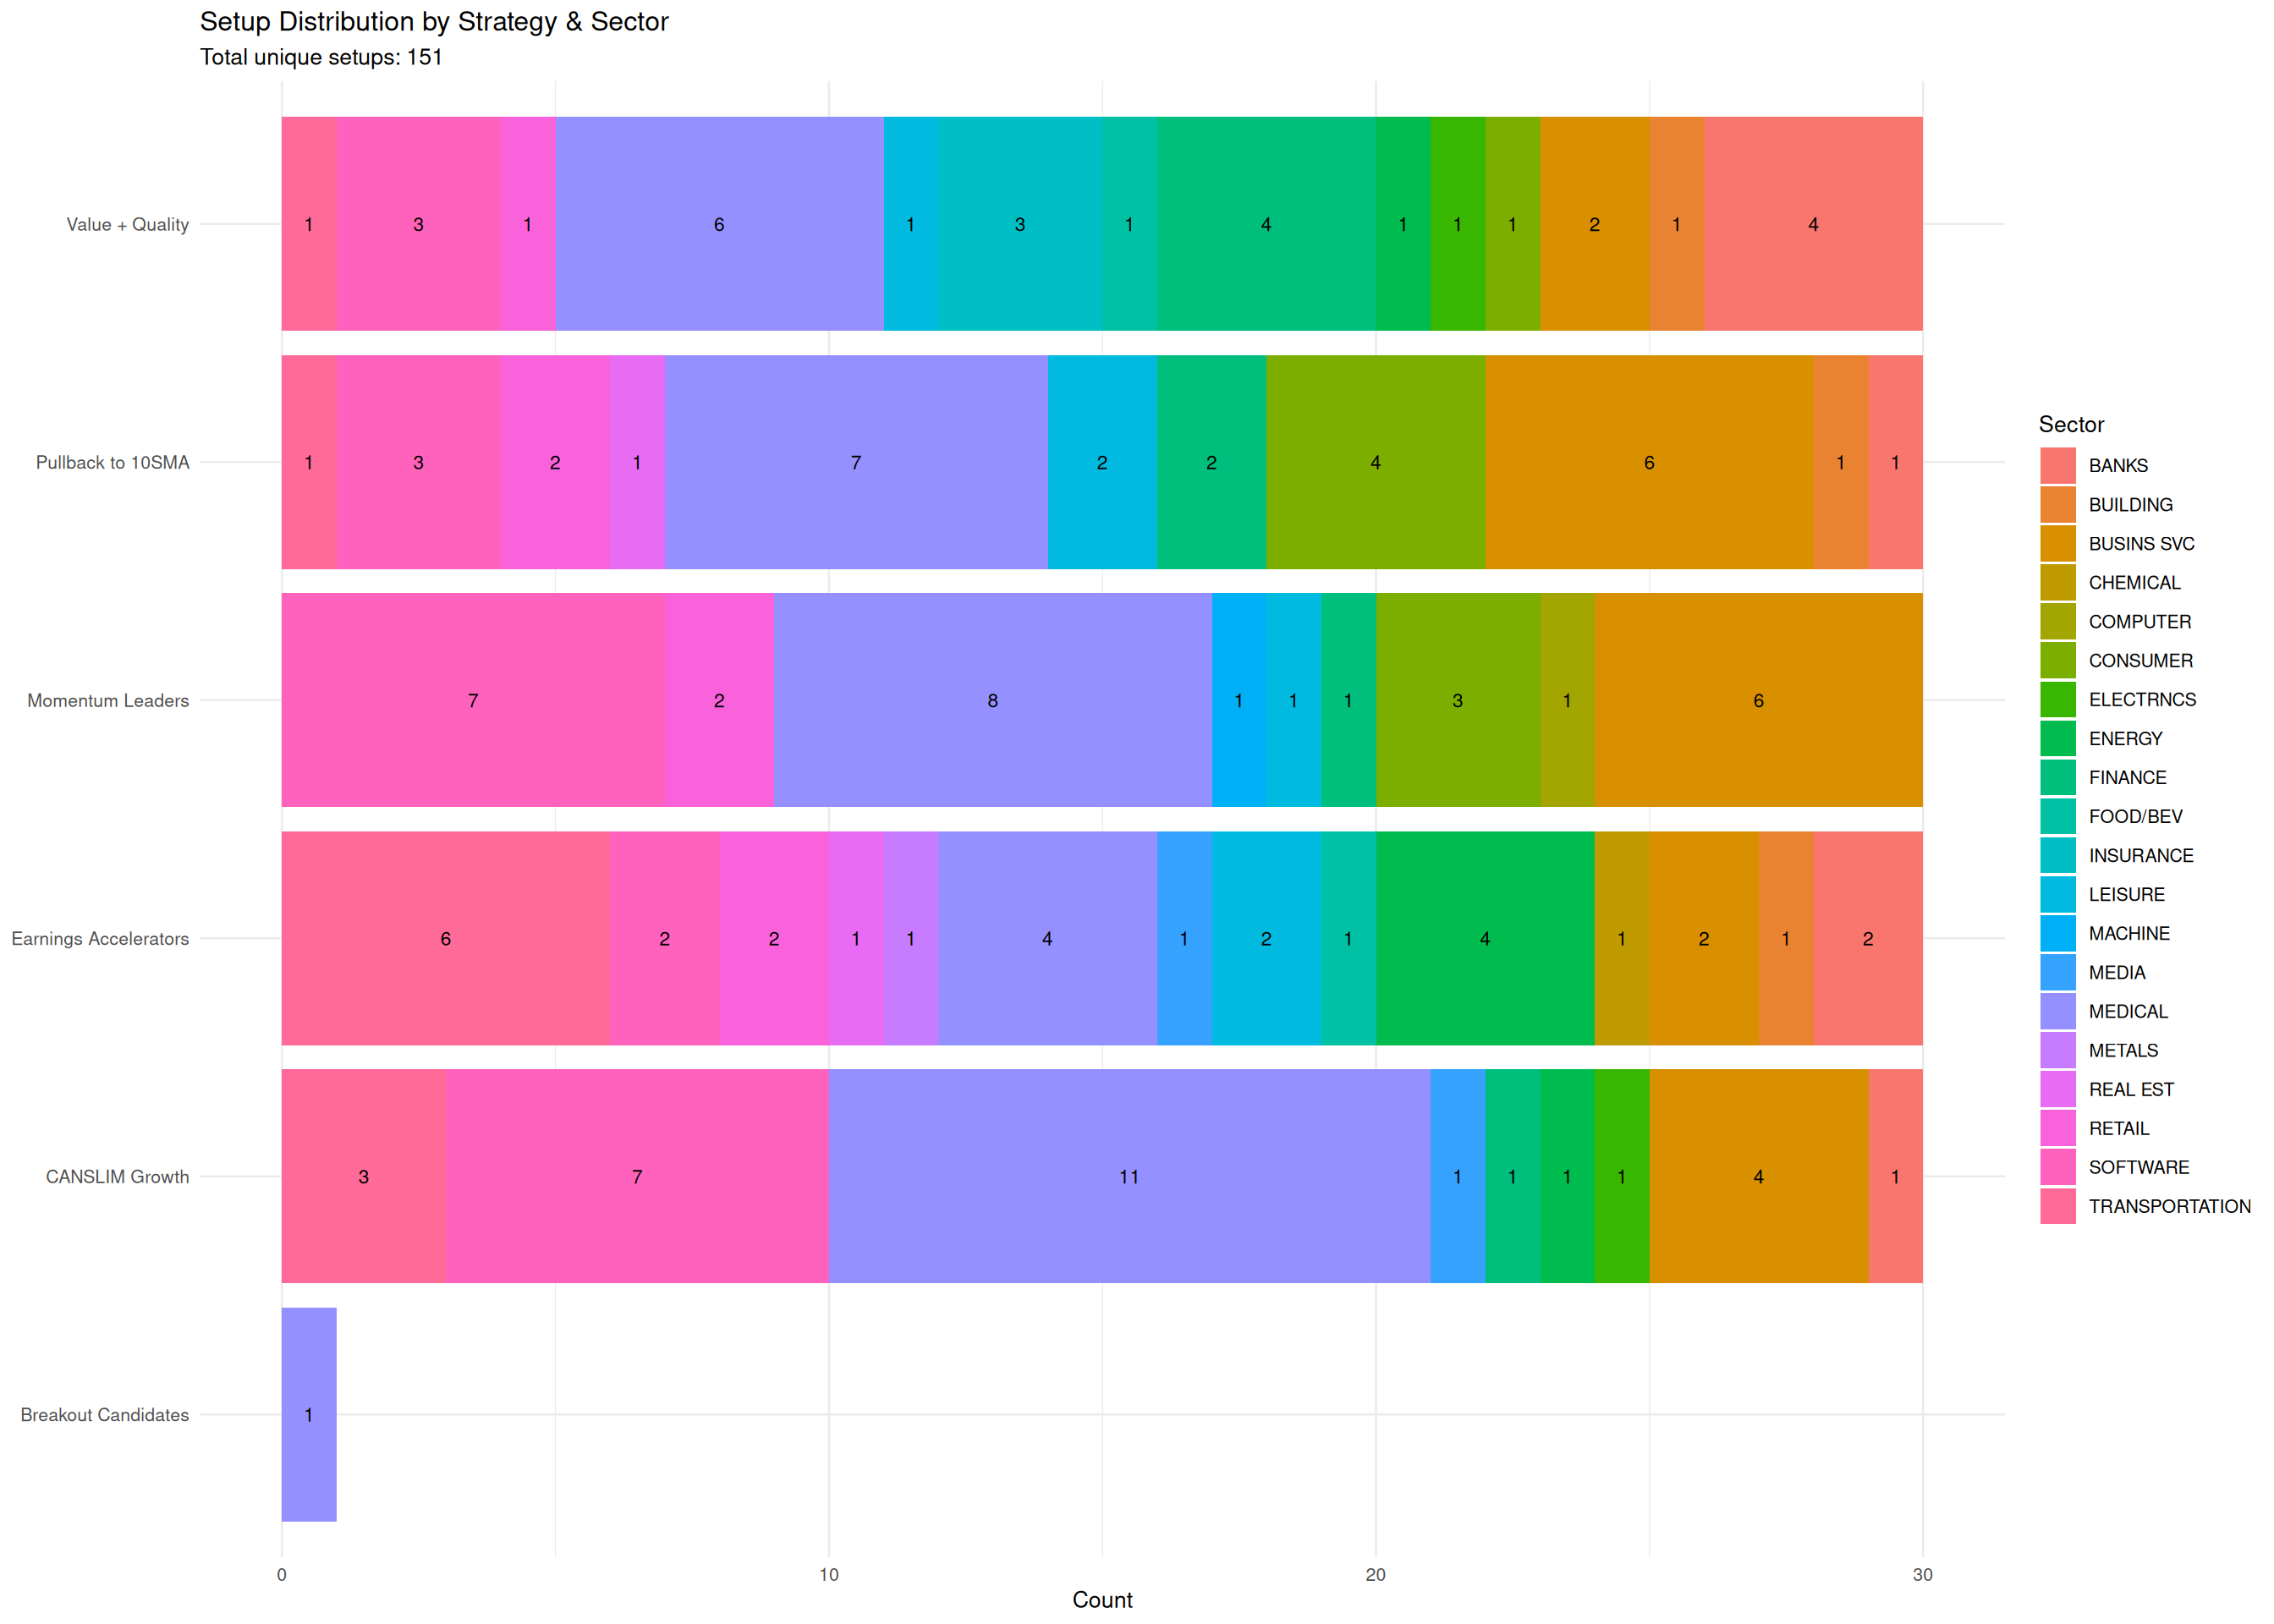 Setup Distribution by Strategy & Sector
Total unique setups: 151
Value + Quality
1 3 1 6 1 3 1 4 1 1 1 2 1 4
Pullback to 10SMA
1 3 2 1 7 2 2 4 6 1 1
Momentum Leaders
7 2 8 1 1 1 3 1 6
Earnings Accelerators
6 2 2 1 1 4 1 2 1 4 1 2 1 2
CANSLIM Growth
3 7 11 1 1 1 1 4 1
Breakout Candidates
1
0 10 20 30
Count
Sector
BANKS
BUILDING
BUSINS SVC
CHEMICAL
COMPUTER
CONSUMER
ELECTRNCS
ENERGY
FINANCE
FOOD/BEV
INSURANCE
LEISURE
MACHINE
MEDIA
MEDICAL
METALS
REAL EST
RETAIL
SOFTWARE
TRANSPORTATION